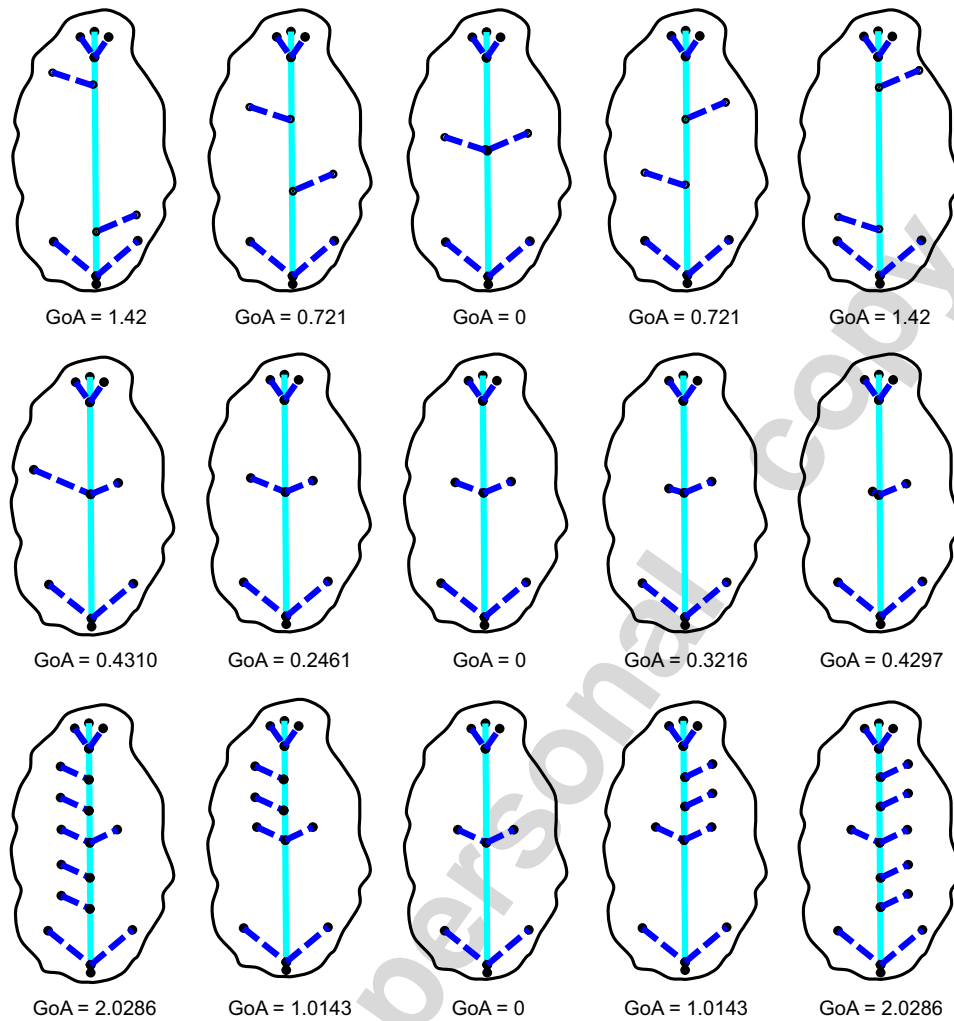 GoA = 1.42 GoA = 0.721 GoA = 0 GoA = 0.721 GoA = 1.42
GoA = 0.4310 GoA = 0.2461 GoA = 0 GoA = 0.3216 GoA = 0.4297
GoA = 2.0286 GoA = 1.0143 GoA = 0 GoA = 1.0143 GoA = 2.0286
personal copy